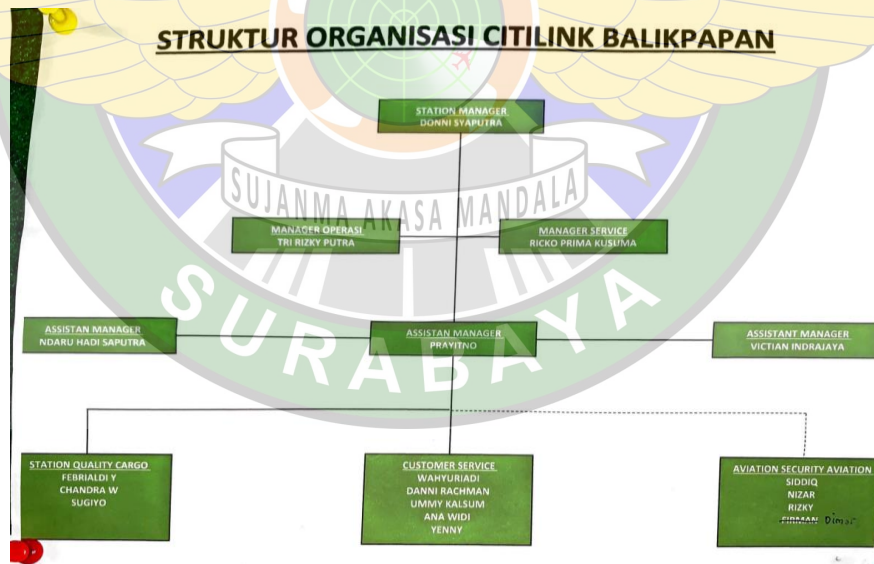 STRUKTUR ORGANISASI CITILINK BALIKPAPAN
STATION MANAGER
DONNI SYAPUTRA
SUJANMA AKASA MANDALA
MANAGER OPERASI
TRI RIZKY PUTRA
MANAGER SERVICE
RICKO PRIMA KUSUMA
SURABAYA
ASSISTAN MANAGER
NDARU HADI SAPUTRA
ASSISTAN MANAGER
PRAYITNO
ASSISTANT MANAGER
VICTIAN INDRAJAYA
STATION QUALITY CARGO
FEBRIALDI Y
CHANDRA W
SUGIYO
CUSTOMER SERVICE
WAHYURIADI
DANNI RACHMAN
UMMY KALSUM
ANA WIDI
YENNY
AVIATION SECURITY AVIATION
SIDDIQ
NIZAR
RIZKY
FIRMAN